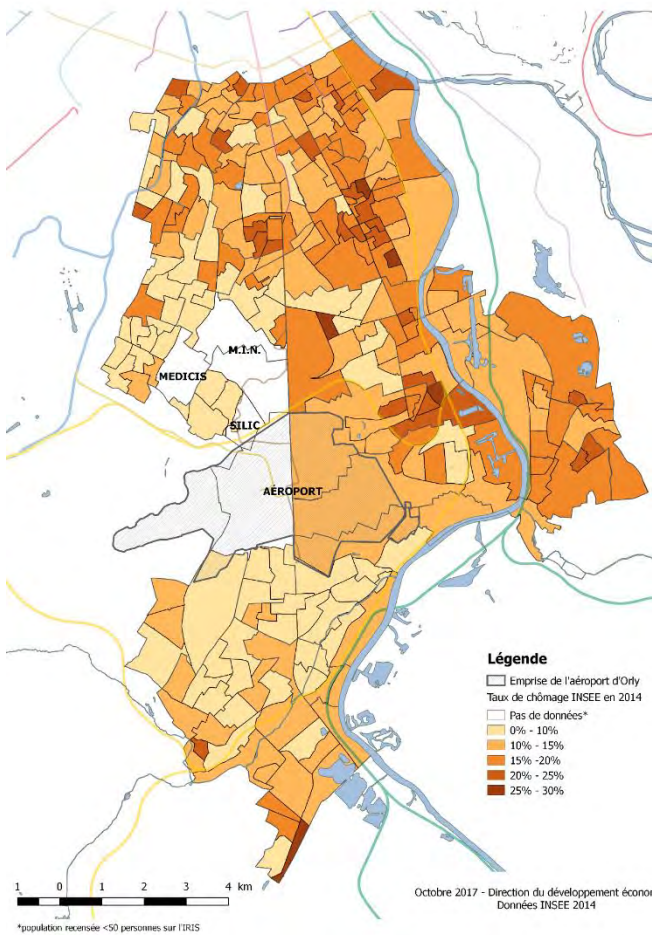 M.I.N.
MEDICIS
SILIC
AÉROPORT
Légende
Emprise de l'aéroport d'Orly
Taux de chômage INSEE en 2014
Pas de données*
0% - 10%
10% - 15%
15% -20%
20% - 25%
25% - 30%
1 0 1 2 3 4 km
Octobre 2017 - Direction du développement écono
Données INSEE 2014
*population recensée <50 personnes sur l'IRIS